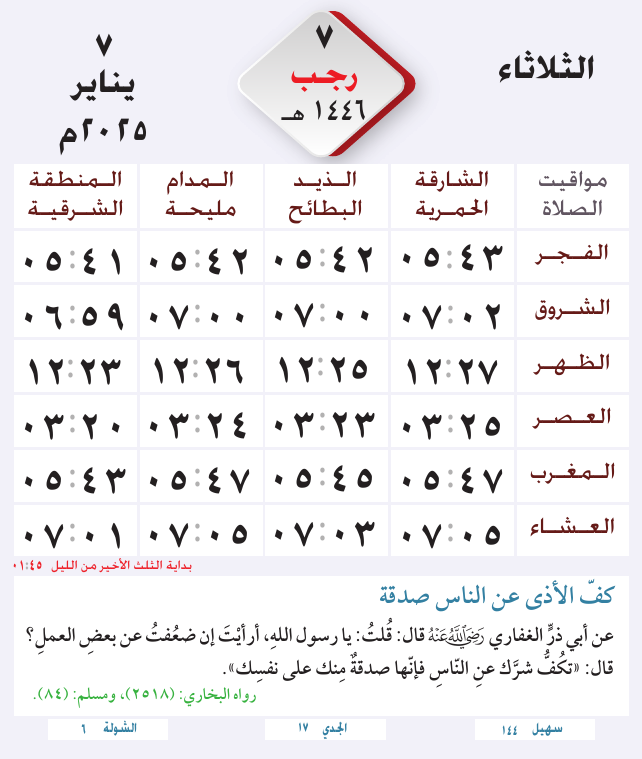 الثلاثاء
٧
رجب
١٤٤٦ هـ
٧
يناير
٢٠٢٥م
مواقيت الصلاة | الشارقة الحمرية | الذيد البطائح | المدام مليحة | المنطقة الشرقية
الفجر | ٠٥:٤٣ | ٠٥:٤٢ | ٠٥:٤٢ | ٠٥:٤١
الشروق | ٠٧:٠٢ | ٠٧:٠٠ | ٠٧:٠٠ | ٠٦:٥٩
الظهر | ١٢:٢٧ | ١٢:٢٥ | ١٢:٢٦ | ١٢:٢٣
العصر | ٠٣:٢٥ | ٠٣:٢٣ | ٠٣:٢٤ | ٠٣:٢٠
المغرب | ٠٥:٤٧ | ٠٥:٤٥ | ٠٥:٤٧ | ٠٥:٤٣
العشاء | ٠٧:٠٥ | ٠٧:٠٣ | ٠٧:٠٥ | ٠٧:٠١
بداية الثلث الأخير من الليل ٠١:٤٥
كفّ الأذى عن الناس صدقة
عن أبي ذرٍّ الغفاري رَضِيَ اللَّهُ عَنْهُ قال: قُلتُ: يا رسول اللهِ، أرأيْتَ إن ضعُفتُ عن بعضِ العملِ؟
قال: «تكُفُّ شرَّك عنِ النّاسِ فإنّها صدقةٌ مِنك على نفسِك».
رواه البخاري: (٢٥١٨)، ومسلم: (٨٤).
سهيل ١٤٤
الجدي ١٧
الشولة ٦